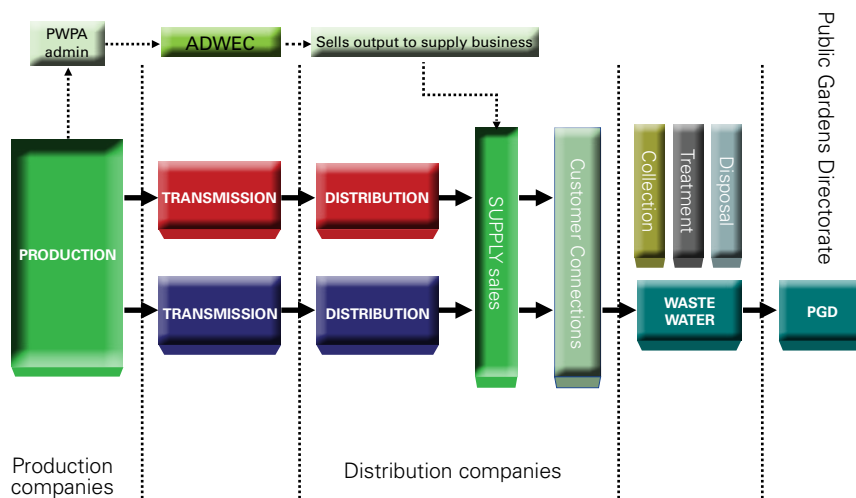 PWPA
admin
ADWEC
Sells output to supply business
Public Gardens Directorate
PRODUCTION
TRANSMISSION
DISTRIBUTION
SUPPLY sales
Customer Connections
Collection
Treatment
Disposal
TRANSMISSION
DISTRIBUTION
WASTE
WATER
PGD
Production
companies
Distribution companies